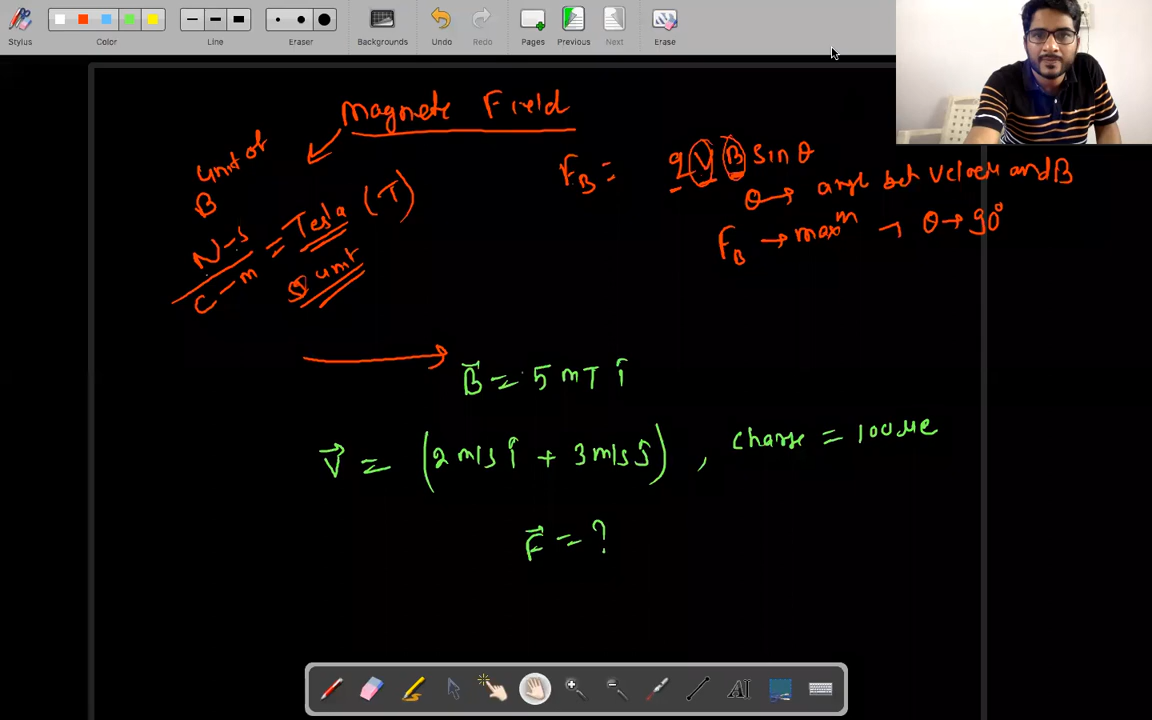 Stylus
Color
Line
Eraser
Backgrounds
Undo
Redo
Pages
Previous
Next
Erase
Magnetic Field
unit of
B
N-s
C-m
= Tesla (T)
SI unit
F_B = qVB sin θ
θ → angle bet velocity and B
F_B → max^m → θ → 90°
B⃗ = 5 mT î
V⃗ = (2 m/s î + 3 m/s ĵ), charge = 100 μc
F⃗ = ?
AI